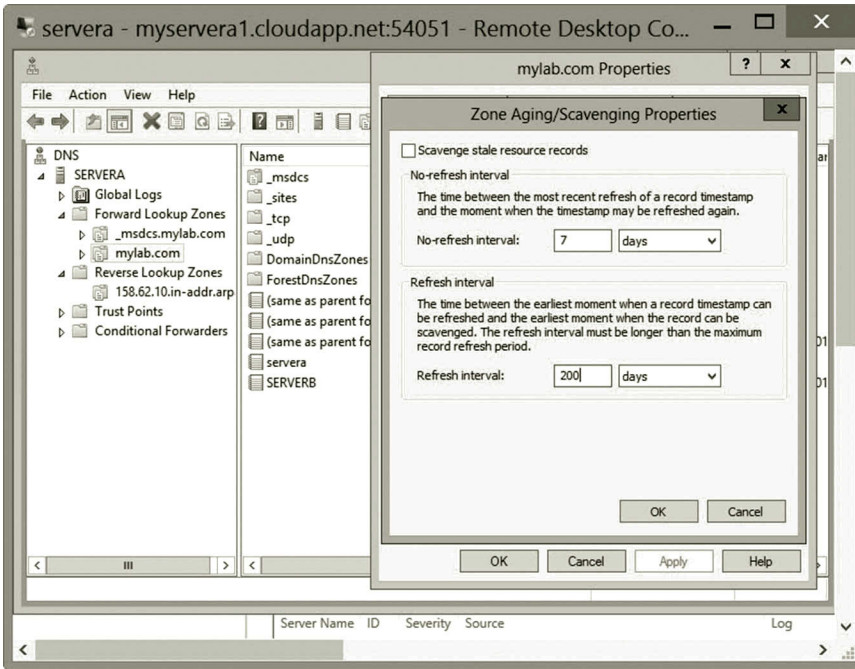 servera - myservera1.cloudapp.net:54051 - Remote Desktop Co...
mylab.com Properties
File Action View Help
Zone Aging/Scavenging Properties
DNS
SERVERA
Global Logs
Forward Lookup Zones
_msdcs.mylab.com
mylab.com
Reverse Lookup Zones
158.62.10.in-addr.arp
Trust Points
Conditional Forwarders
Name
_msdcs
_sites
_tcp
_udp
DomainDnsZones
ForestDnsZones
(same as parent fo
(same as parent fo
(same as parent fo
servera
SERVERB
Scavenge stale resource records
No-refresh interval
The time between the most recent refresh of a record timestamp
and the moment when the timestamp may be refreshed again.
No-refresh interval: 7 days
Refresh interval
The time between the earliest moment when a record timestamp can
be refreshed and the earliest moment when the record can be
scavenged. The refresh interval must be longer than the maximum
record refresh period.
Refresh interval: 200 days
OK Cancel
OK Cancel Apply Help
Server Name ID Severity Source Log